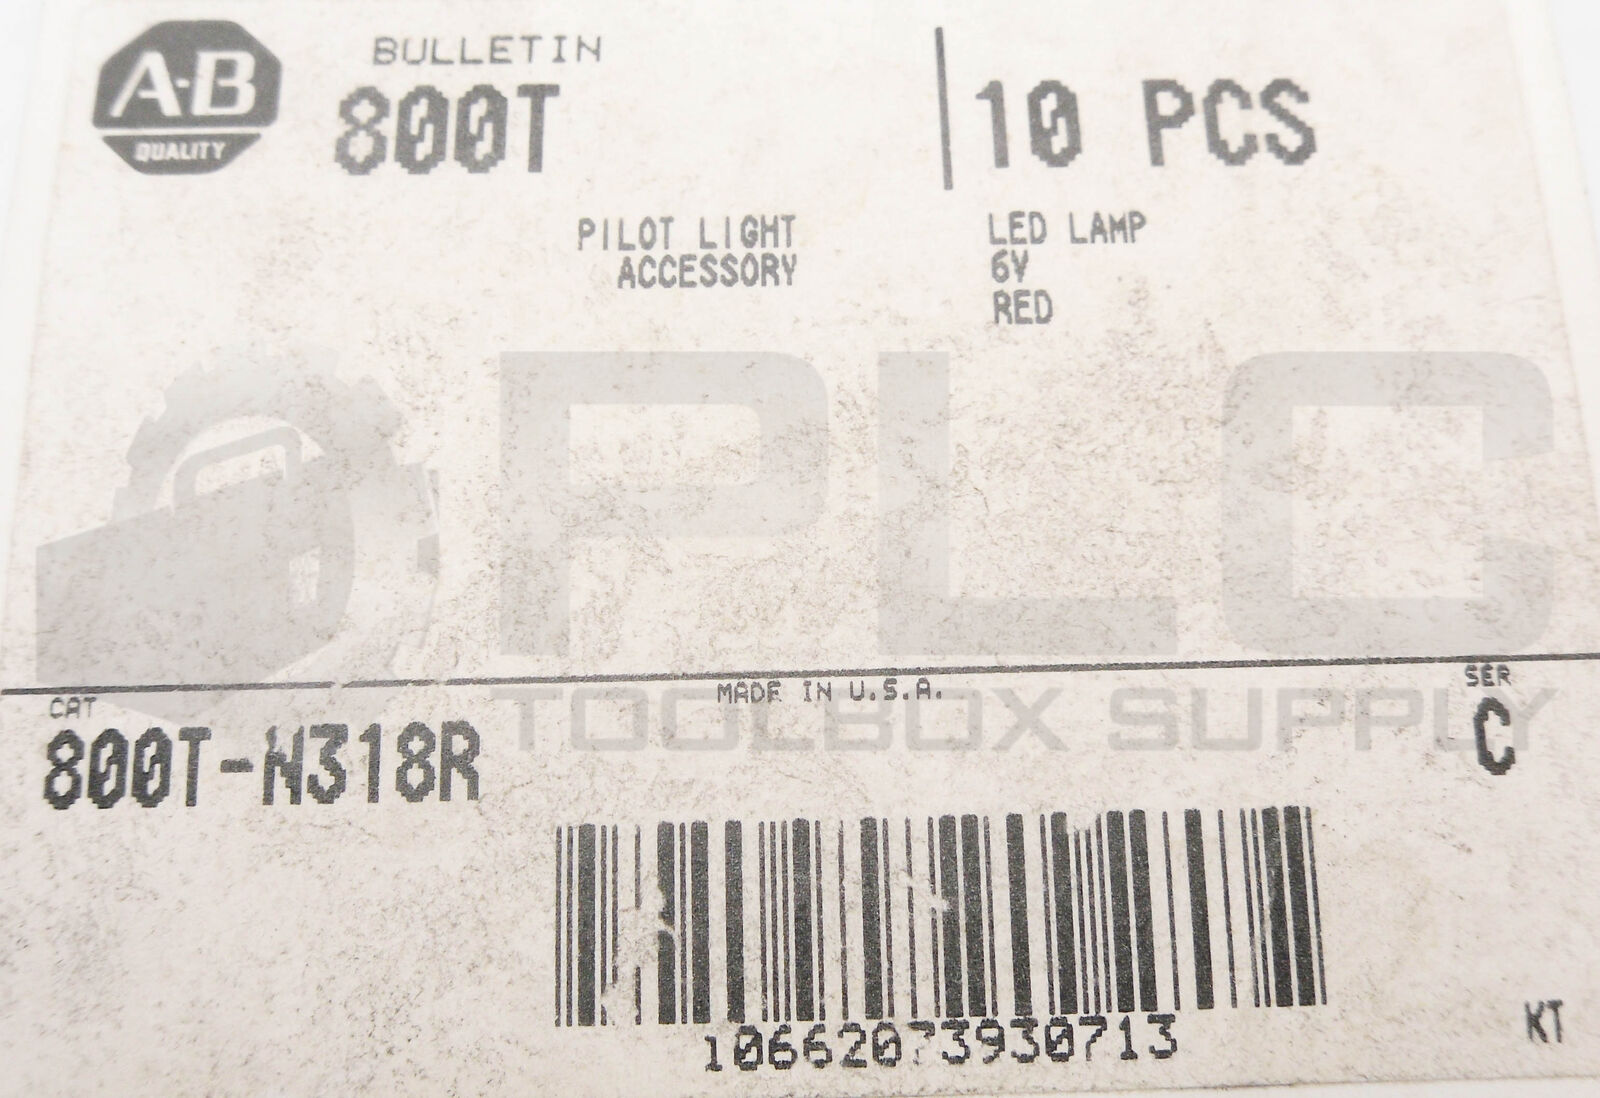 A-B
QUALITY
BULLETIN
800T
10 PCS
PILOT LIGHT
ACCESSORY
LED LAMP
6V
RED
PLC
TOOLBOX SUPPLY
MADE IN U.S.A.
CAT
800T-N318R
SER
C
10662073930713
KT